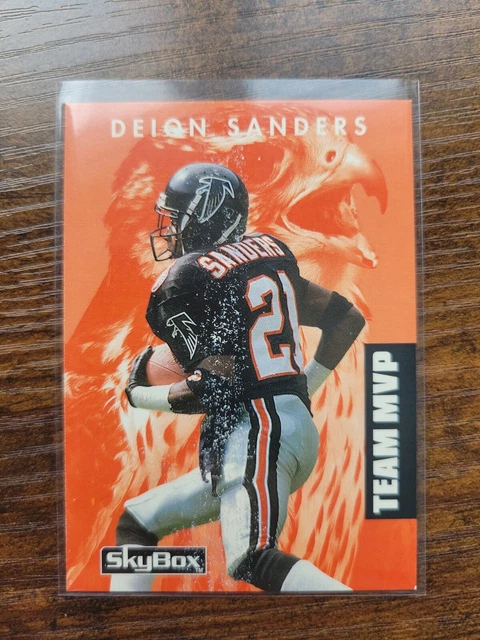 DEION SANDERS
SANDERS
21
TEAM MVP
SkyBox